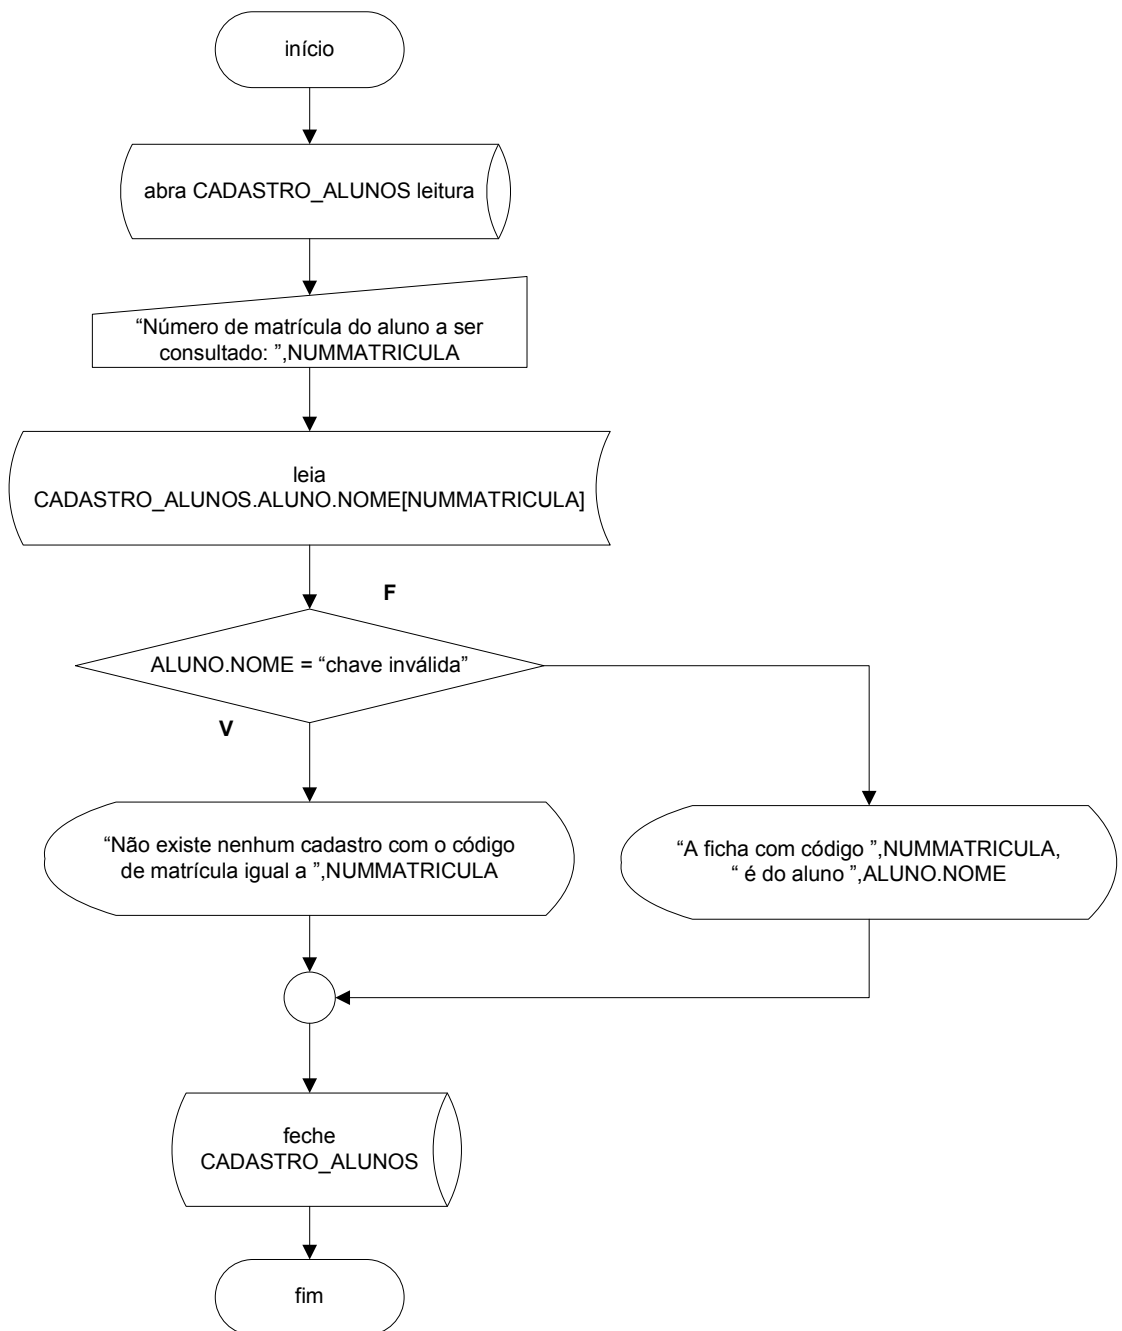 início
abra CADASTRO_ALUNOS leitura
“Número de matrícula do aluno a ser
consultado: ”,NUMMATRICULA
leia
CADASTRO_ALUNOS.ALUNO.NOME[NUMMATRICULA]
F
ALUNO.NOME = “chave inválida”
V
“Não existe nenhum cadastro com o código
de matrícula igual a ”,NUMMATRICULA
“A ficha com código ”,NUMMATRICULA,
“ é do aluno ”,ALUNO.NOME
feche
CADASTRO_ALUNOS
fim